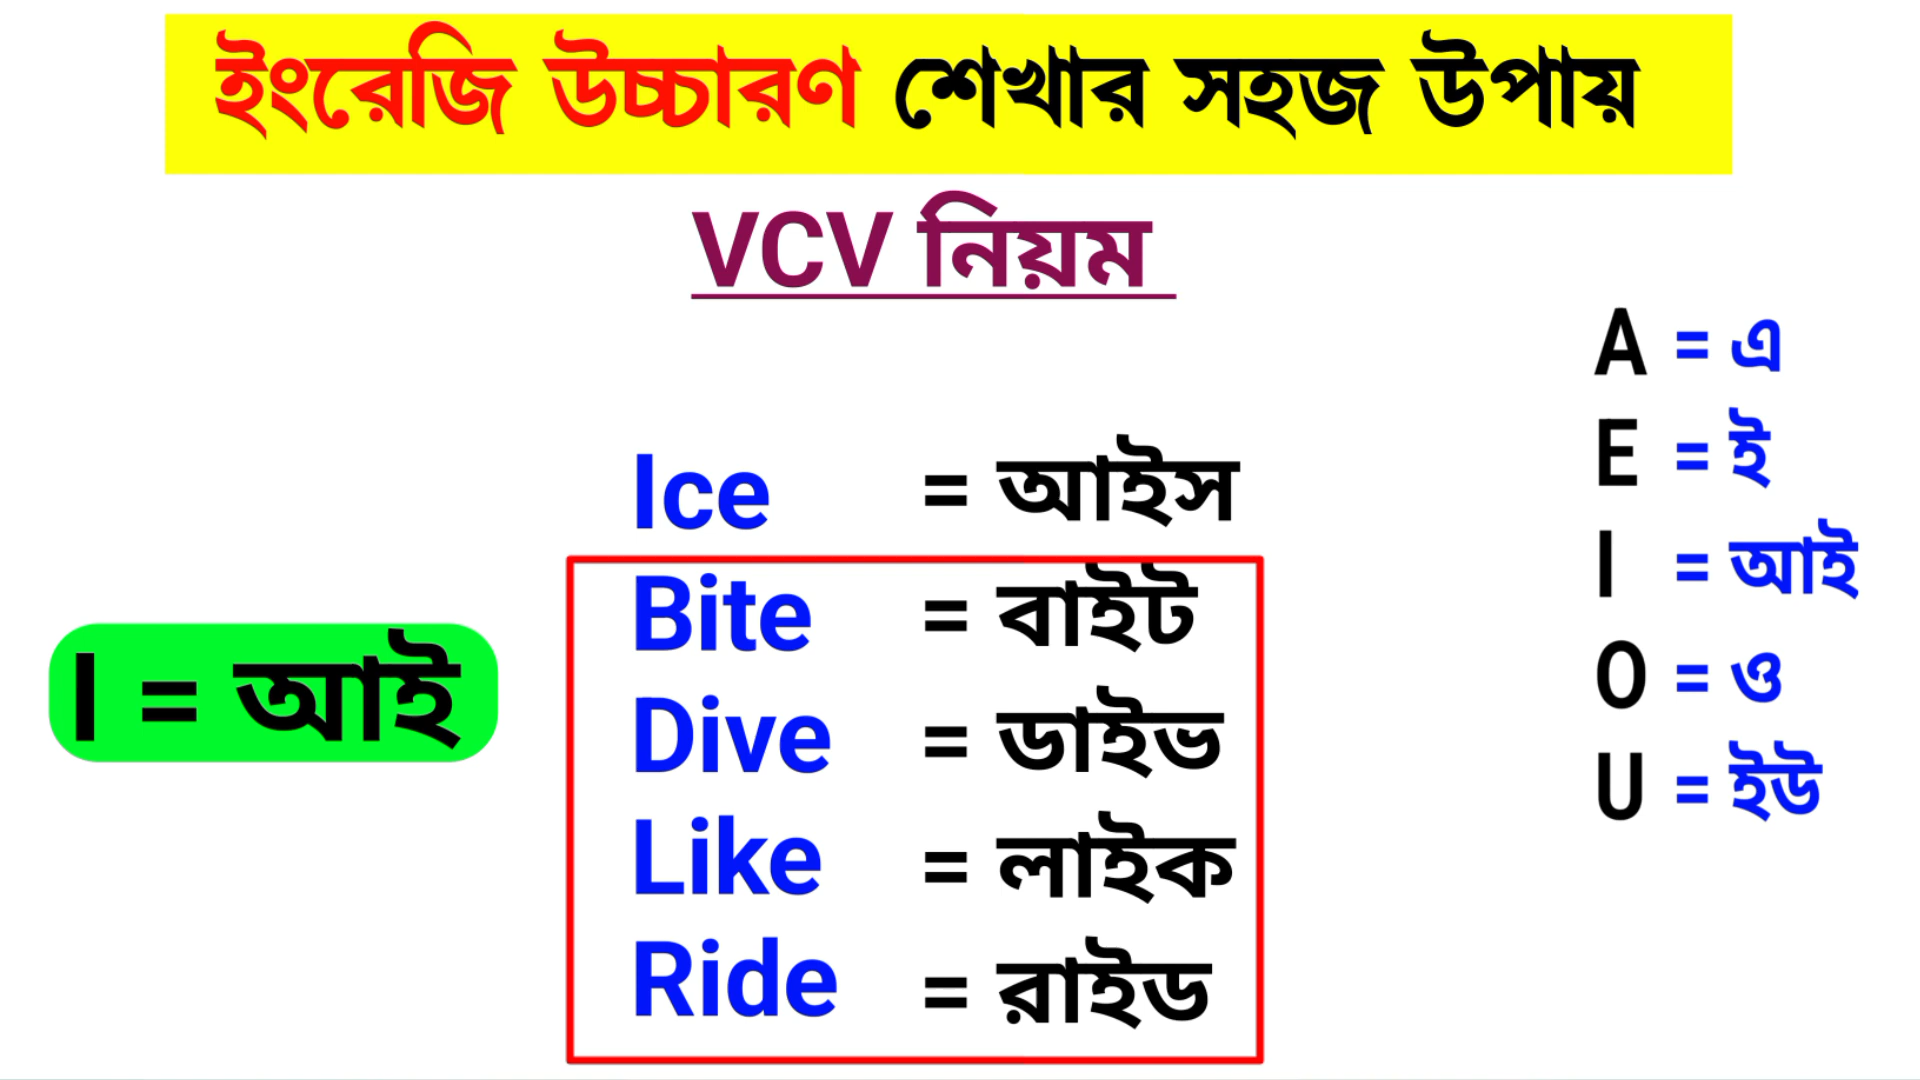 ইংরেজি উচ্চারণ শেখার সহজ উপায়
VCV নিয়ম
Ice = আইস
Bite = বাইট
Dive = ডাইভ
Like = লাইক
Ride = রাইড
I = আই
A = এ
E = ই
I = আই
O = ও
U = ইউ